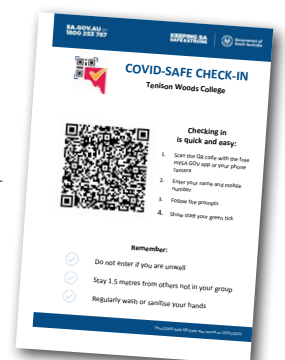 SA.GOV.AU or
1800 253 787
KEEPING SA
SAFE & STRONG
Government of
South Australia
COVID-SAFE CHECK-IN
Tenison Woods College
Checking in
is quick and easy:
1. Scan the QR code with the free
mySA GOV app or your phone
camera
2. Enter your name and mobile
number
3. Follow the prompts
4. Show staff your green tick
Remember:
Do not enter if you are unwell
Stay 1.5 metres from others not in your group
Regularly wash or sanitise your hands